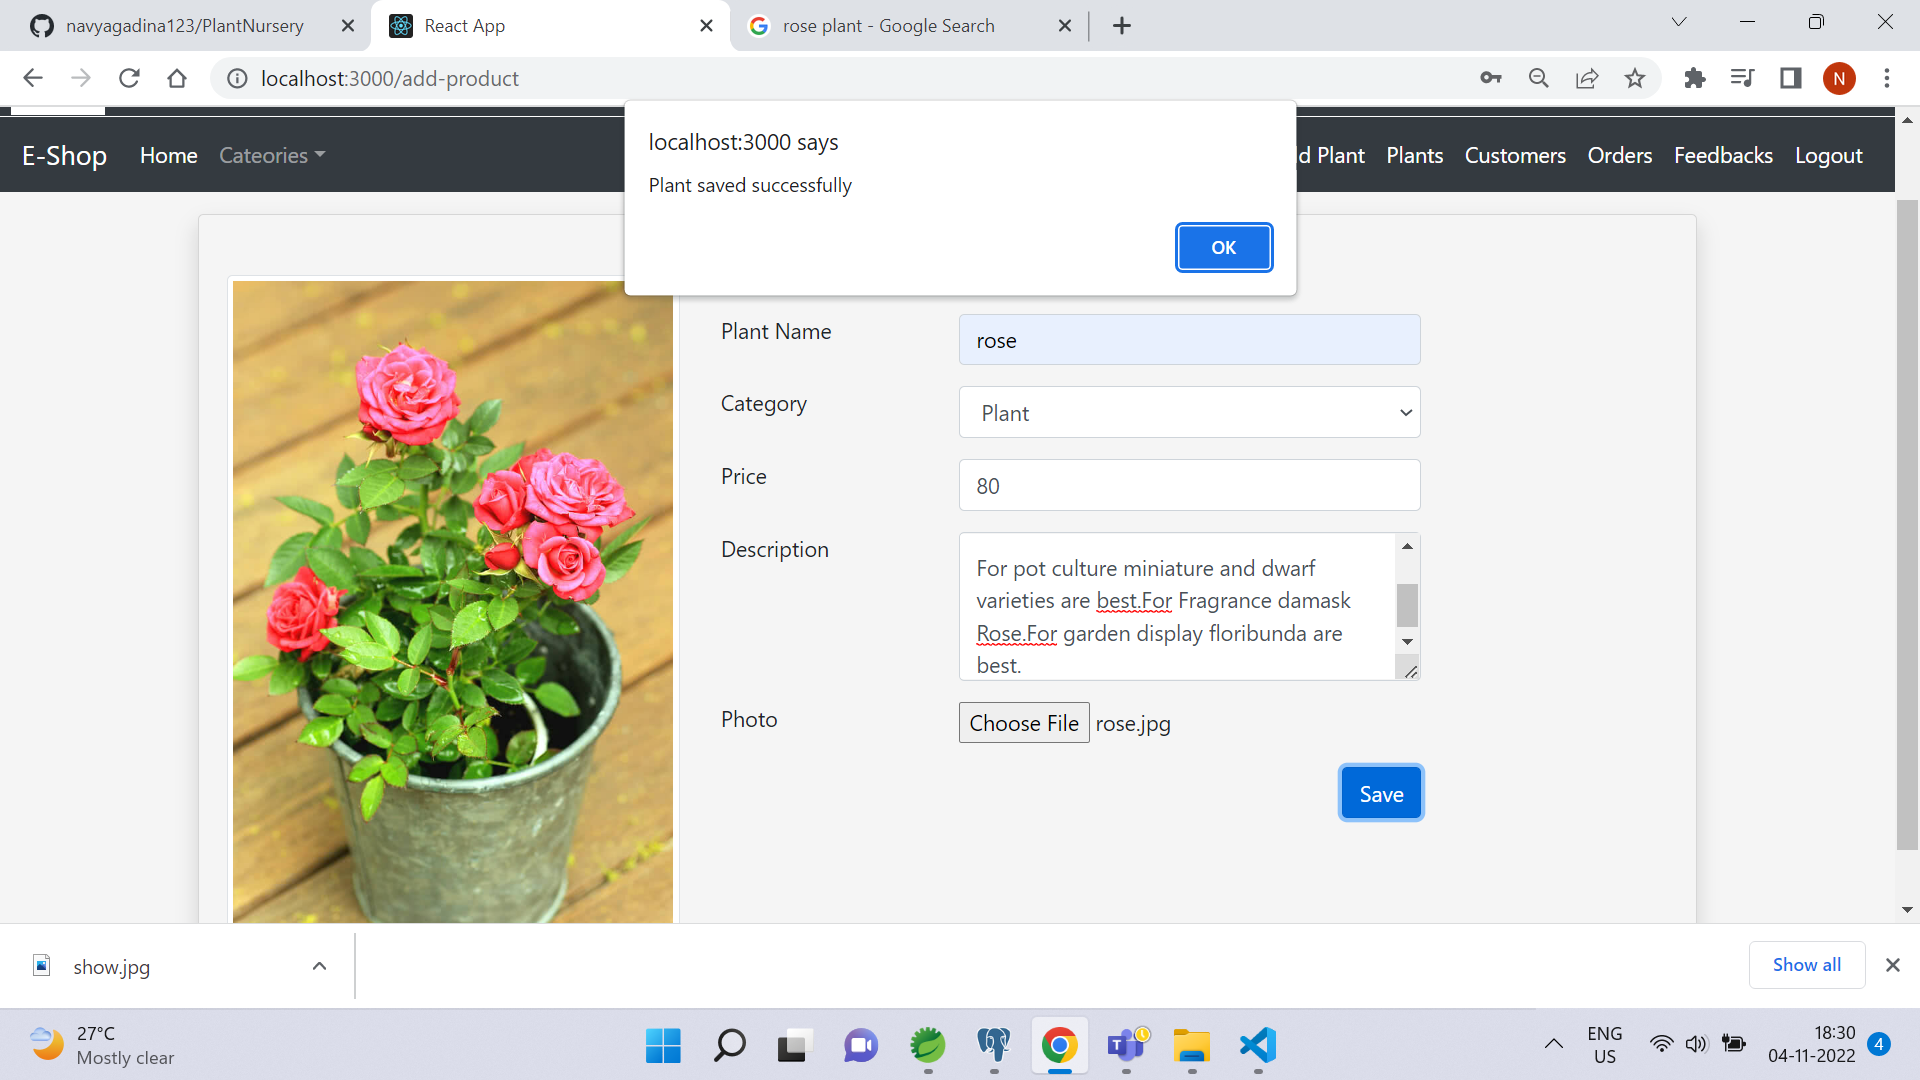 navyagadina123/PlantNursery
React App
rose plant - Google Search
localhost:3000/add-product
N
localhost:3000 says
Plant saved successfully
OK
E-Shop
Home
Cateories
d Plant
Plants
Customers
Orders
Feedbacks
Logout
Plant Name
rose
Category
Plant
Price
80
Description
For pot culture miniature and dwarf
varieties are best.For Fragrance damask
Rose.For garden display floribunda are
best.
Photo
Choose File rose.jpg
Save
show.jpg
Show all
27°C
Mostly clear
T
ENG
US
18:30
04-11-2022
4